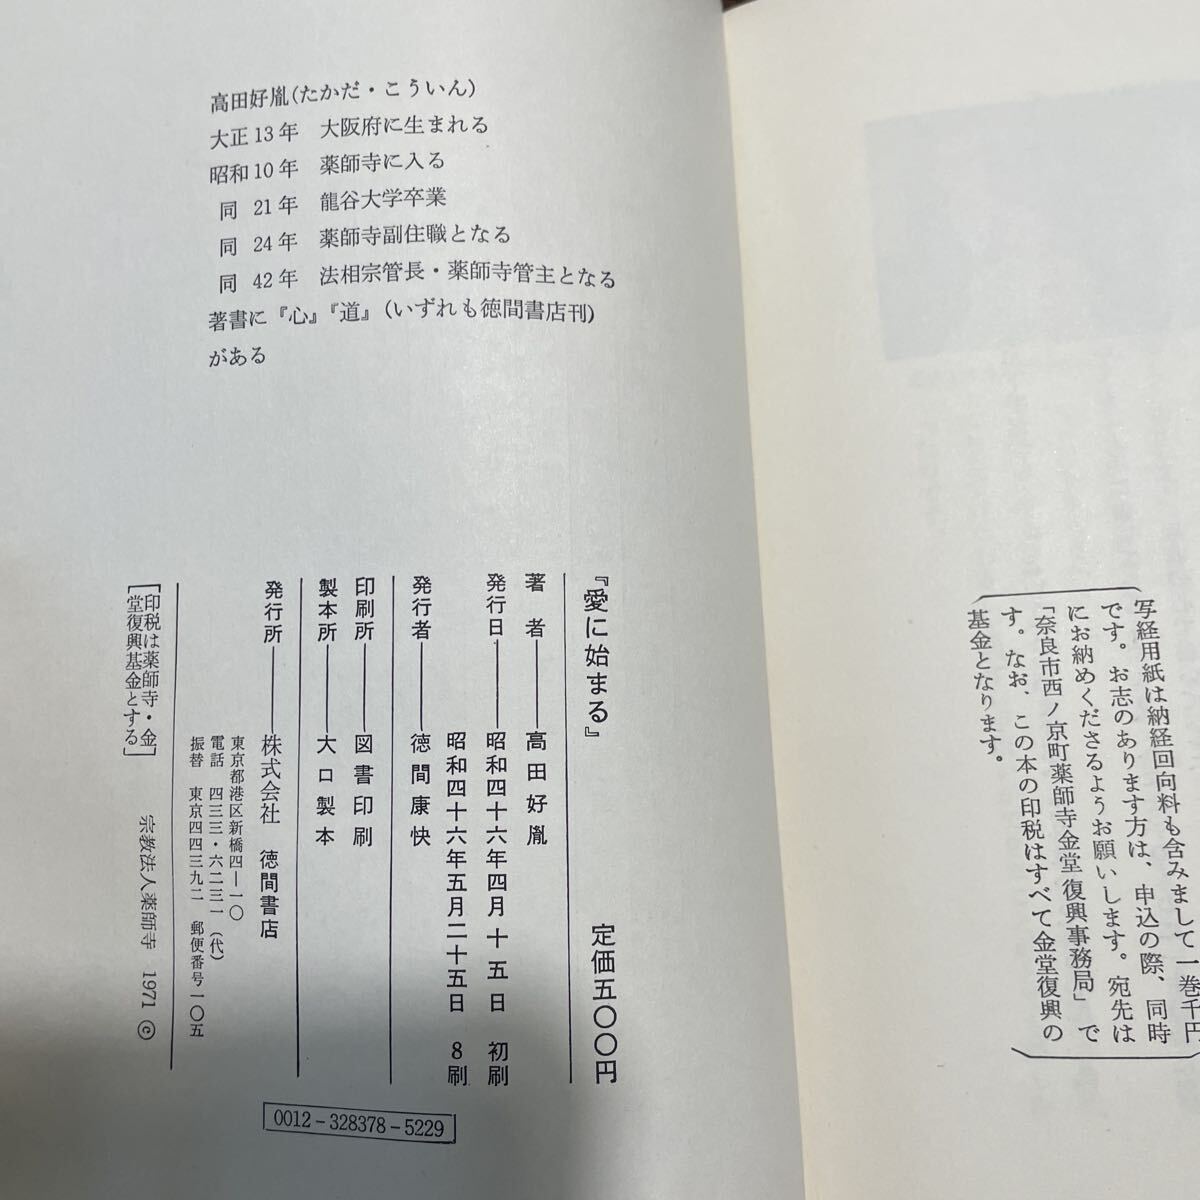 写経用紙は納経回向料も含みまして一巻千円
です。お志のあります方は、申込の際、同時
にお納めくださるようお願いします。宛先は
「奈良市西ノ京町薬師寺金堂復興事務局」で
す。なお、この本の印税はすべて金堂復興の
基金となります。
高田好胤(たかだ・こういん)
大正13年 大阪府に生まれる
昭和10年 薬師寺に入る
同 21年 龍谷大学卒業
同 24年 薬師寺副住職となる
同 42年 法相宗管長・薬師寺管主となる
著書に『心』『道』(いずれも徳間書店刊)
がある
『愛に始まる』 定価五〇〇円
著者――高田好胤
発行日――昭和四十六年四月十五日 初刷
昭和四十六年五月二十五日 8刷
発行者――徳間康快
印刷所――図書印刷
製本所――大口製本
発行所――株式会社 徳間書店
東京都港区新橋四―一〇
電話 四三三・六二三一(代)
振替 東京四四三九二 郵便番号一〇五
[印税は薬師寺・金
堂復興基金とする]
宗教法人薬師寺 1971 ©
0012-328378-5229